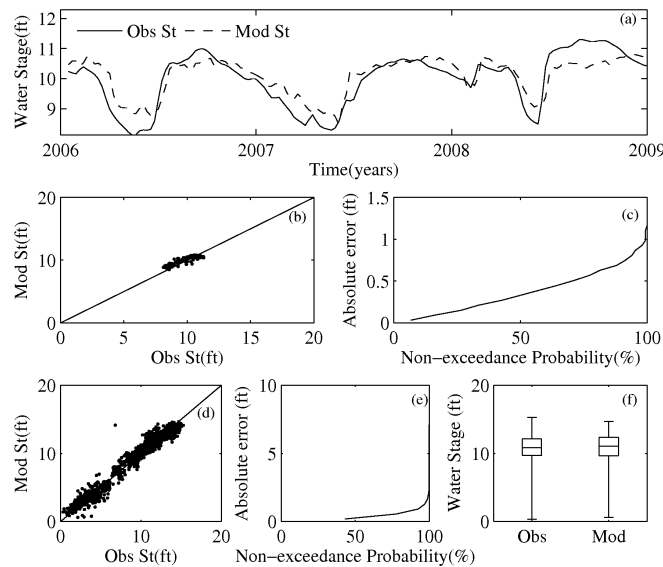 12
11
10
9
Water Stage(ft)
Obs St
Mod St
(a)
2006
2007
2008
2009
Time(years)
20
10
0
Mod St(ft)
(b)
0
5
10
15
20
Obs St(ft)
1.5
1
0.5
0
Absolute error (ft)
(c)
0
50
100
Non−exceedance Probability(%)
20
10
0
Mod St(ft)
(d)
0
10
20
Obs St(ft)
10
5
0
Absolute error (ft)
(e)
0
50
100
Non−exceedance Probability(%)
20
10
0
Water Stage (ft)
(f)
Obs
Mod